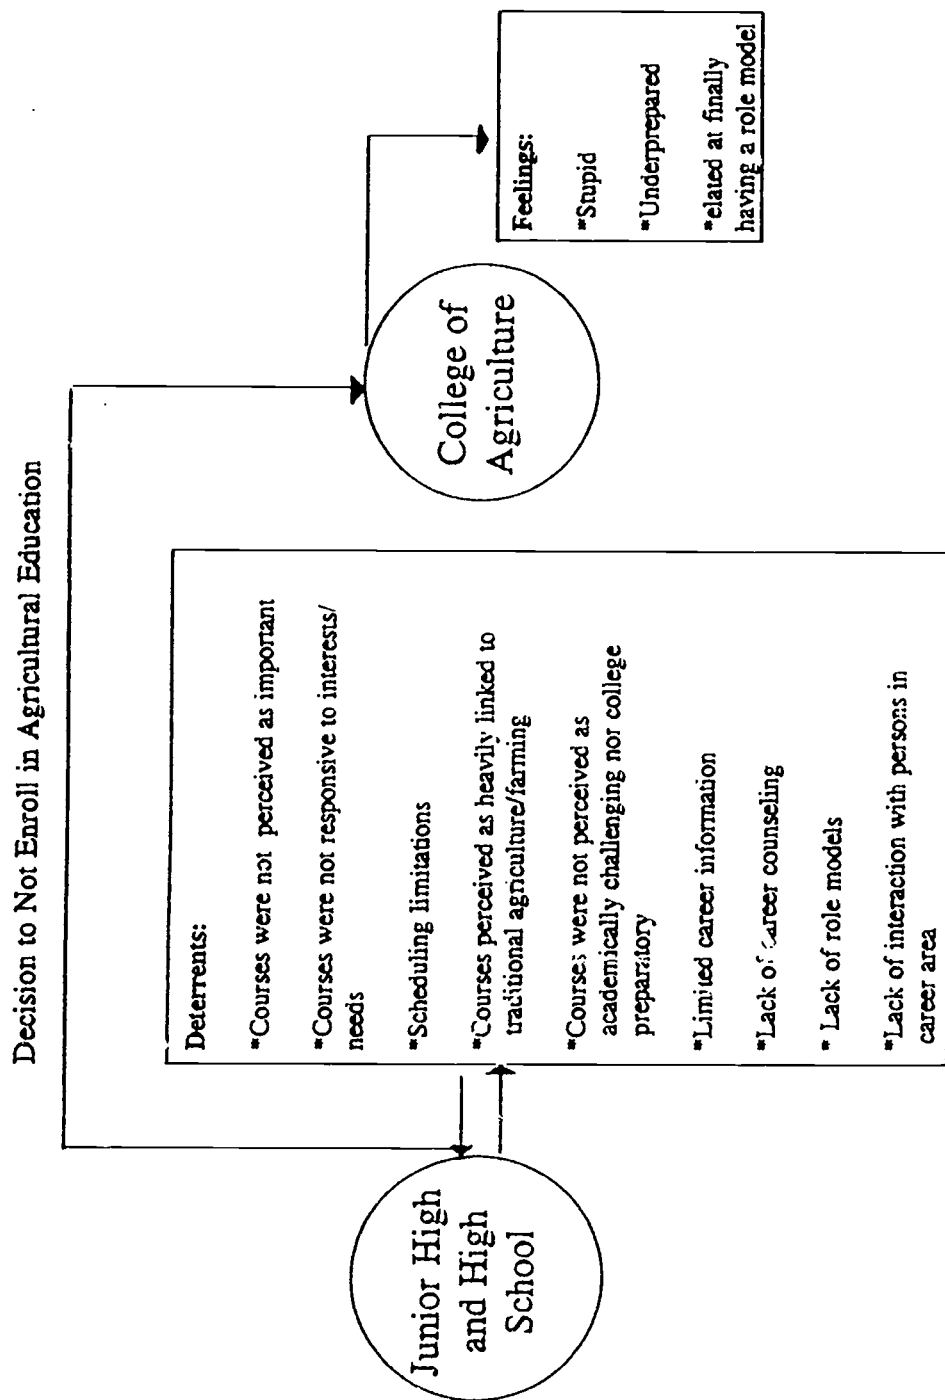 Decision to Not Enroll in Agricultural Education
Junior High
and High
School
Deterrents:
*Courses were not perceived as important
*Courses were not responsive to interests/
needs
*Scheduling limitations
*Courses perceived as heavily linked to
traditional agriculture/farming
*Courses were not perceived as
academically challenging nor college
preparatory
*Limited career information
*Lack of career counseling
* Lack of role models
*Lack of interaction with persons in
career area
College of
Agriculture
Feelings:
*Stupid
*Underprepared
*elated at finally
having a role model